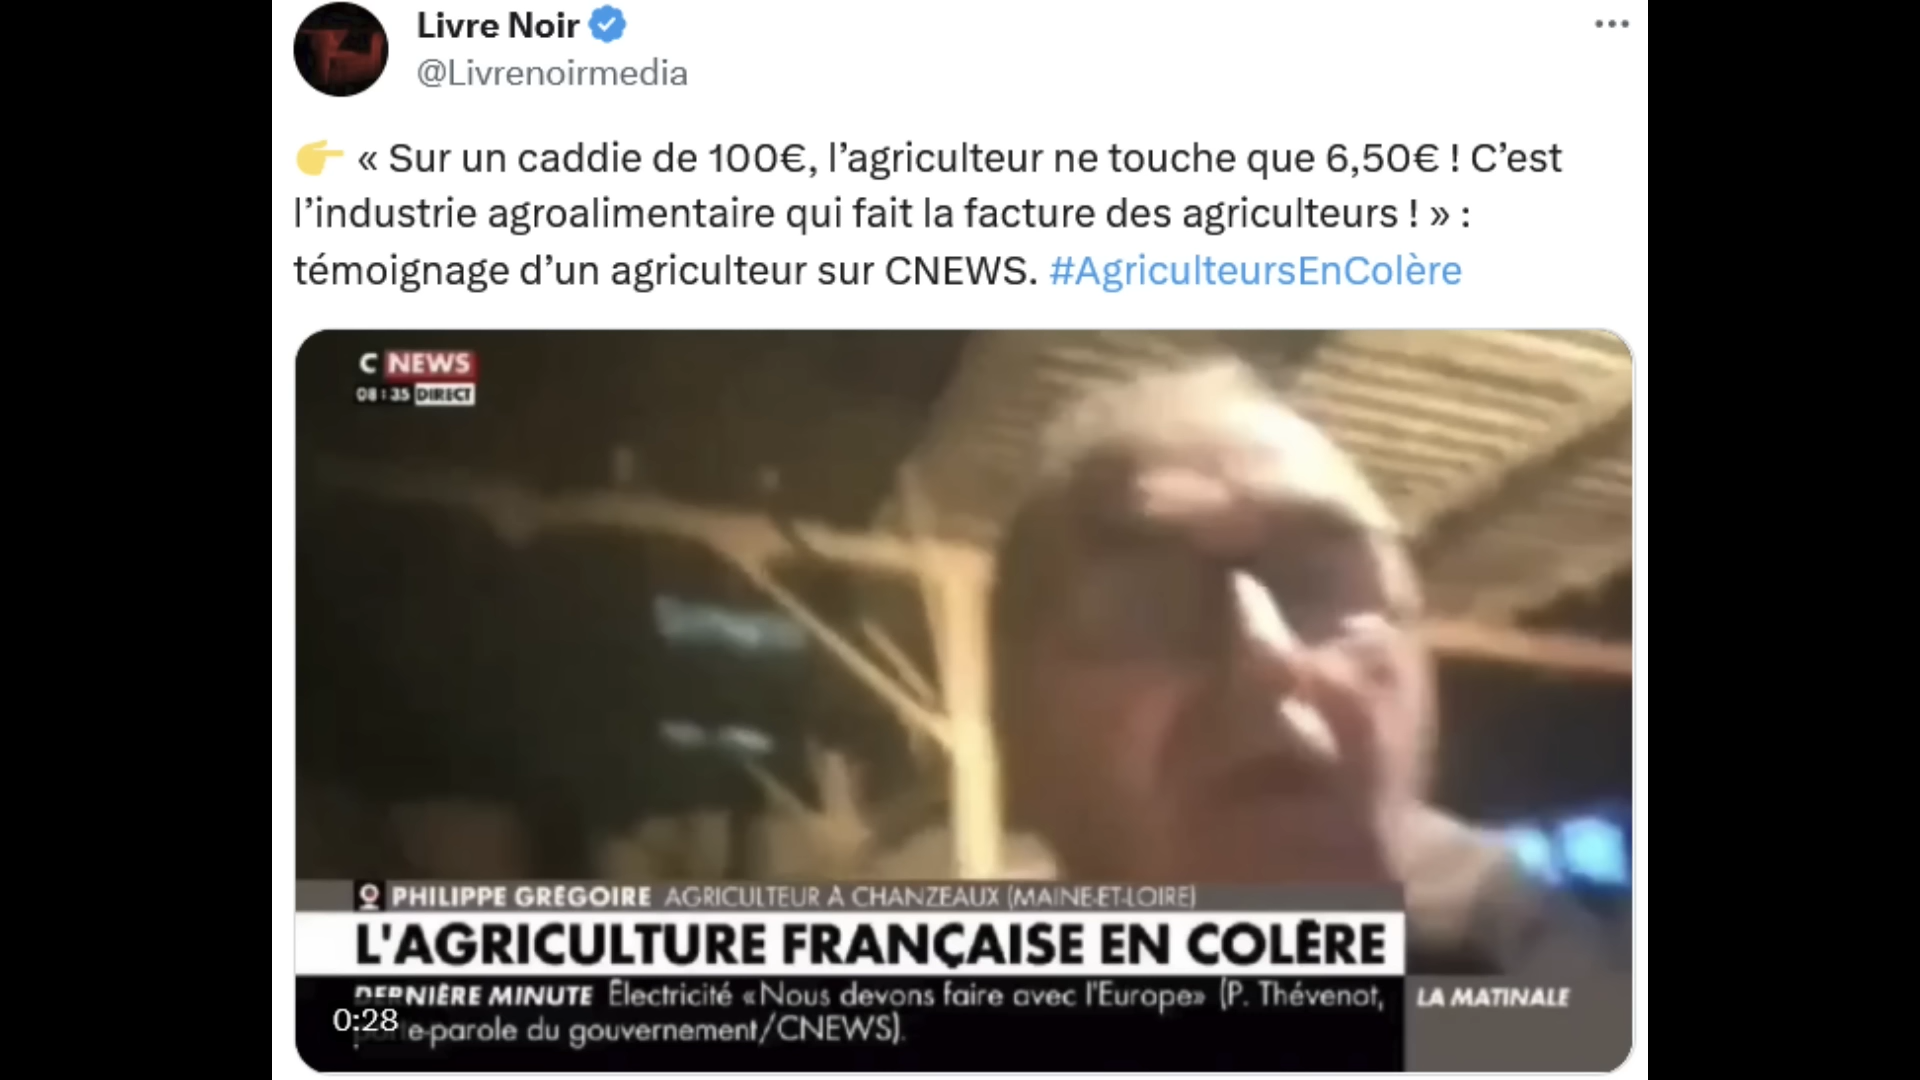 Livre Noir
@Livrenoirmedia
👉 « Sur un caddie de 100€, l’agriculteur ne touche que 6,50€ ! C’est
l’industrie agroalimentaire qui fait la facture des agriculteurs ! » :
témoignage d’un agriculteur sur CNEWS. #AgriculteursEnColère
C NEWS
08:35 DIRECT
PHILIPPE GRÉGOIRE AGRICULTEUR À CHANZEAUX (MAINE-ET-LOIRE)
L'AGRICULTURE FRANÇAISE EN COLÈRE
DERNIÈRE MINUTE Électricité «Nous devons faire avec l'Europe» (P. Thévenot,
LA MATINALE
0:28
e-parole du gouvernement/CNEWS).